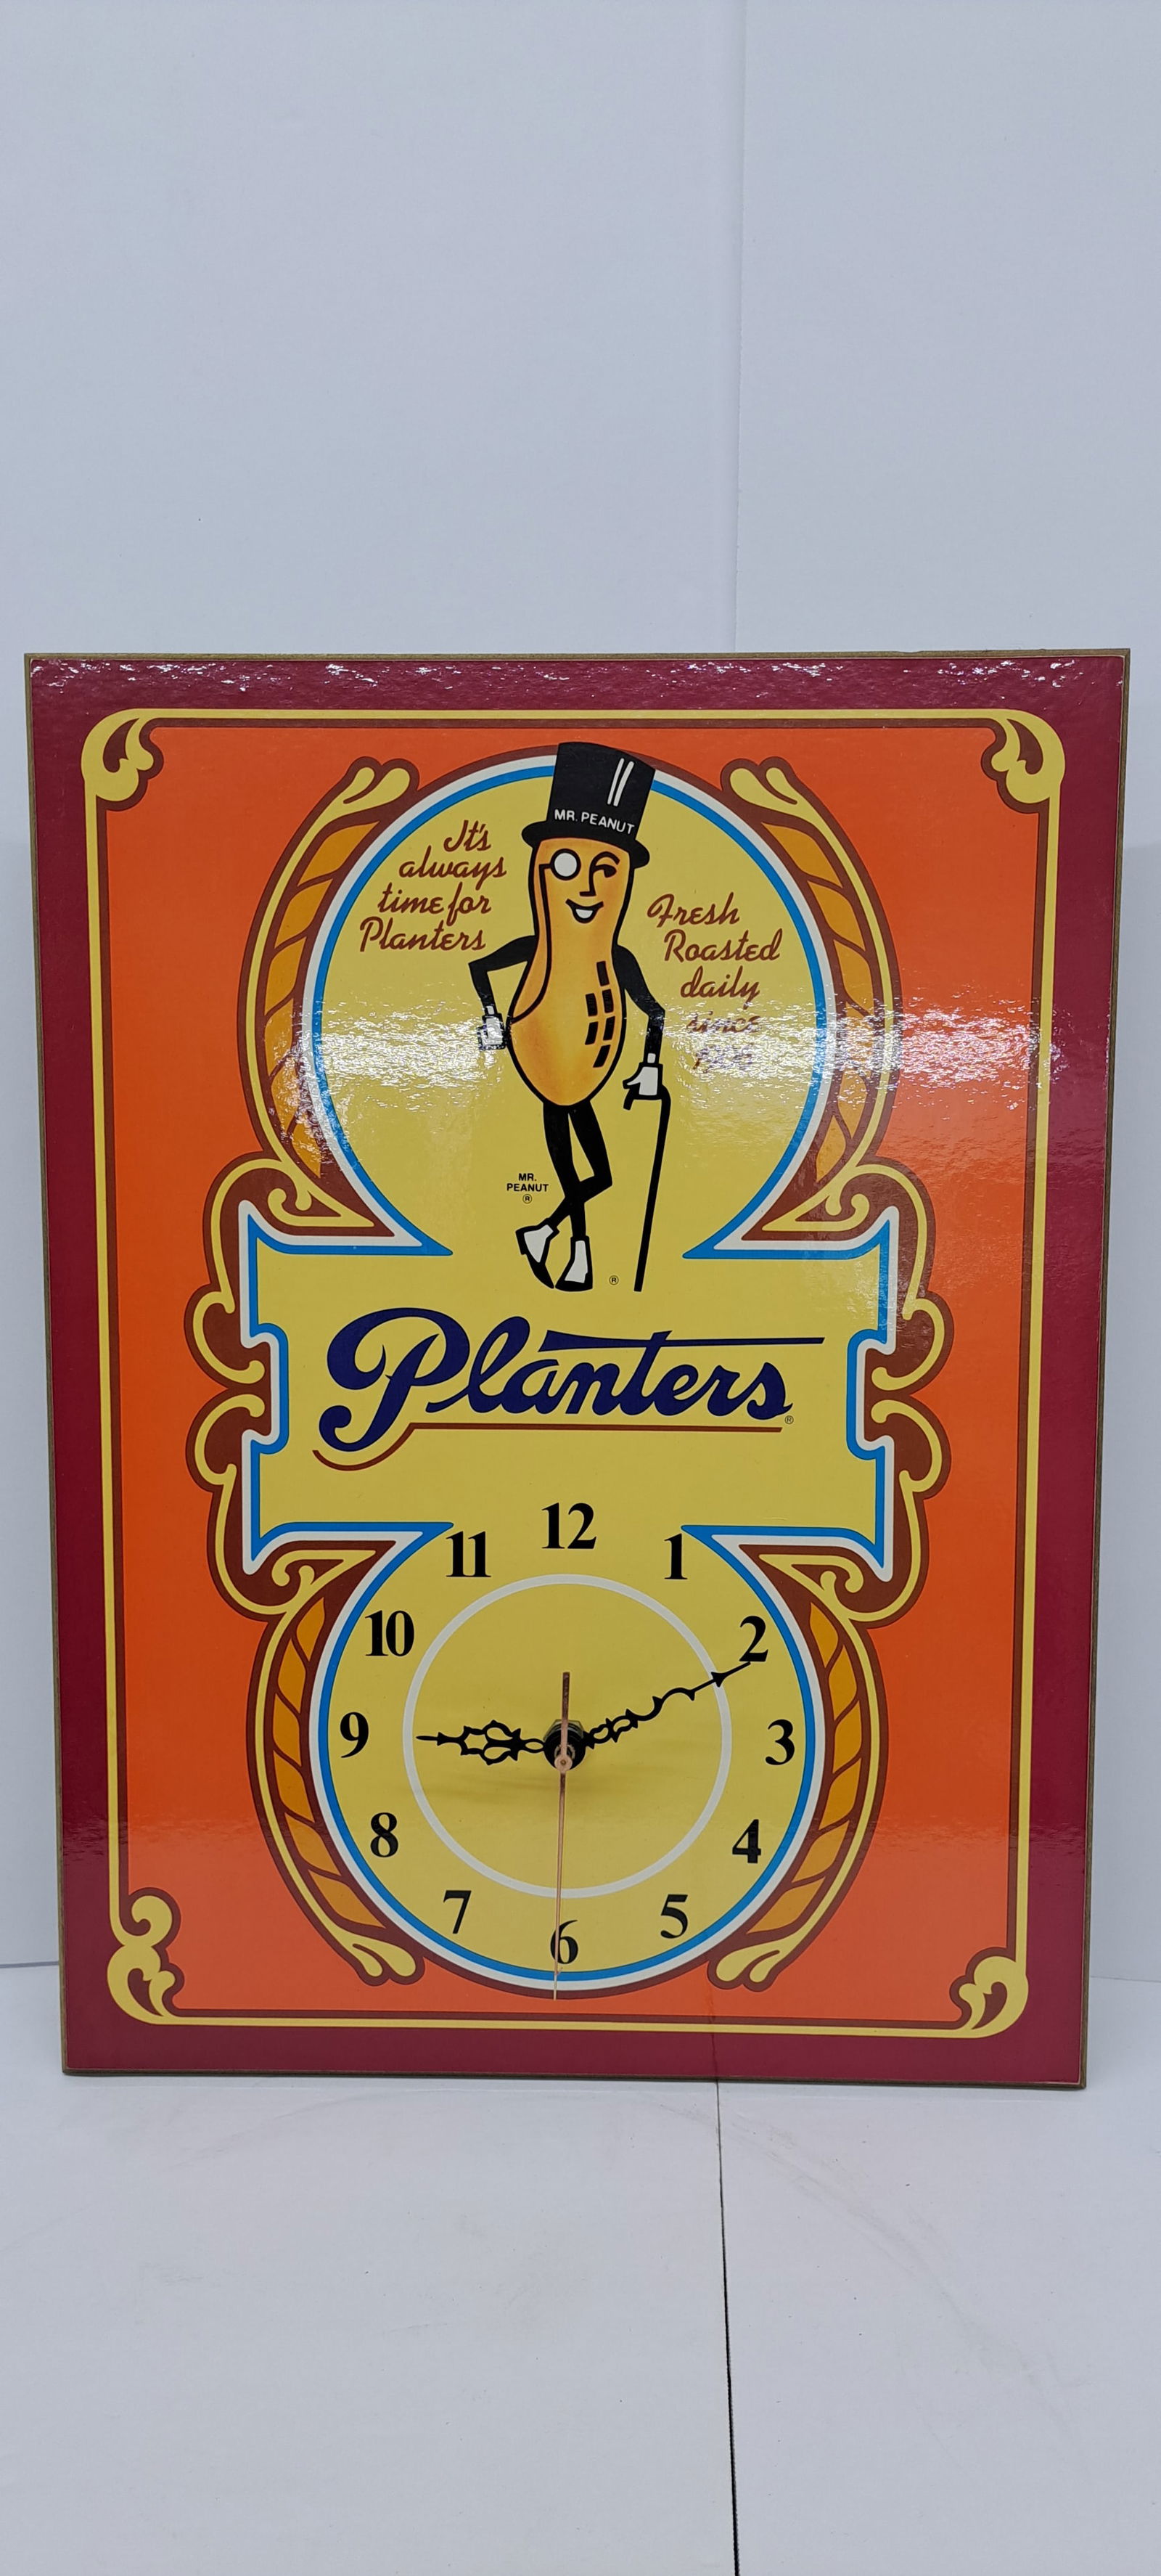 MR. PEANUT
It's
always
time for
Planters
Fresh
Roasted
daily
since
MR.
PEANUT
®
®
Planters®
12
11
1
10
2
9
3
8
4
7
5
6